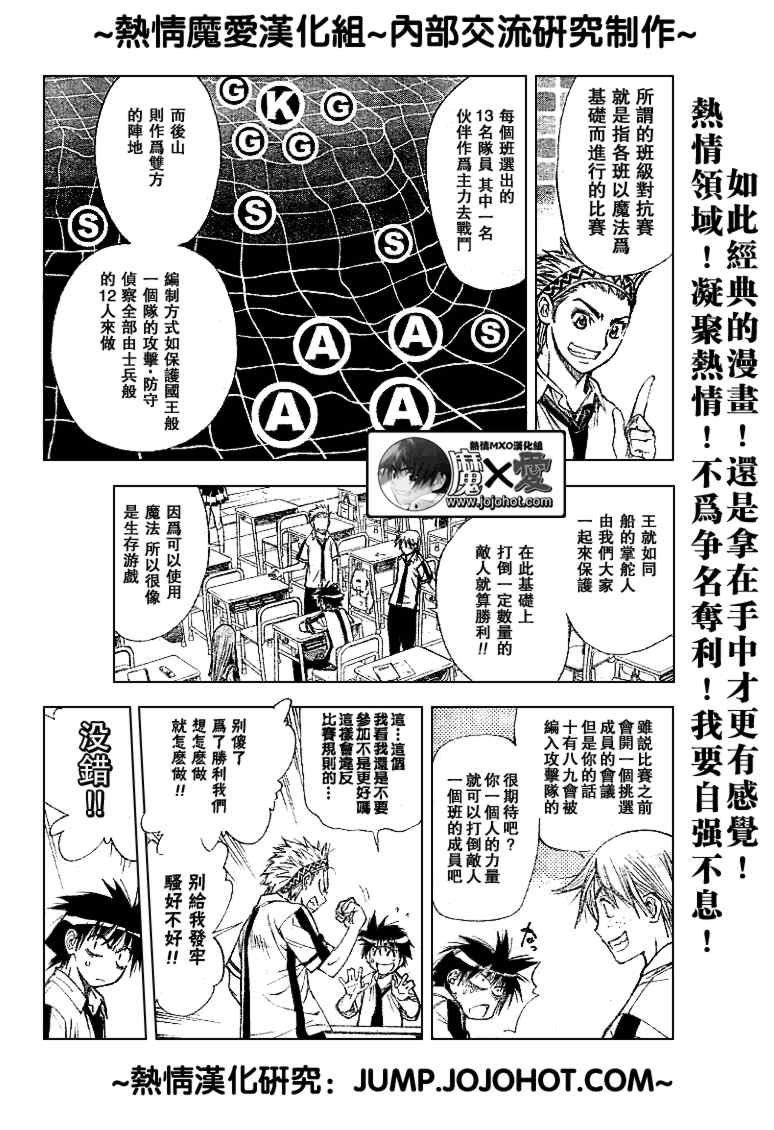 ~熱情魔愛漢化組~內部交流研究制作~
如此經典的漫畫！還是拿在手中才更有感覺！
熱情領域！凝聚熱情！不爲争名奪利！我要自强不息！
所謂的班級對抗賽
就是指各班以魔法爲
基礎而進行的比賽
每個班選出的
13名隊員 其中一名
伙伴作爲主力去戰鬥
而後山
則作爲雙方
的陣地
編制方式如保護國王般
一個隊的攻擊·防守
偵察全部由士兵般
的12人來做
G
K
G
G
G
S
S
S
A
A
S
A
A
熱情MXO漢化組
魔×愛
www.jojohot.com
王就如同
船的掌舵人
由我們大家
一起來保護
在此基礎上
打倒一定數量的
敵人就算勝利!!
因爲可以使用
魔法 所以很像
是生存游戲
雖説比賽之前
會開一個挑選
成員的會議
但是你的話
十有八九會被
編入攻擊隊的
很期待吧？
你一個人的力量
就可以打倒敵人
一個班的成員吧
かっ
這…這個
我看我還是不要
參加不是更好嗎
這樣會違反
比賽規則的…
别傻了
爲了勝利我們
想怎麽做
就怎麽做!!
别給我發牢
騷好不好!!
没錯!!
~熱情漢化研究：JUMP.JOJOHOT.COM~